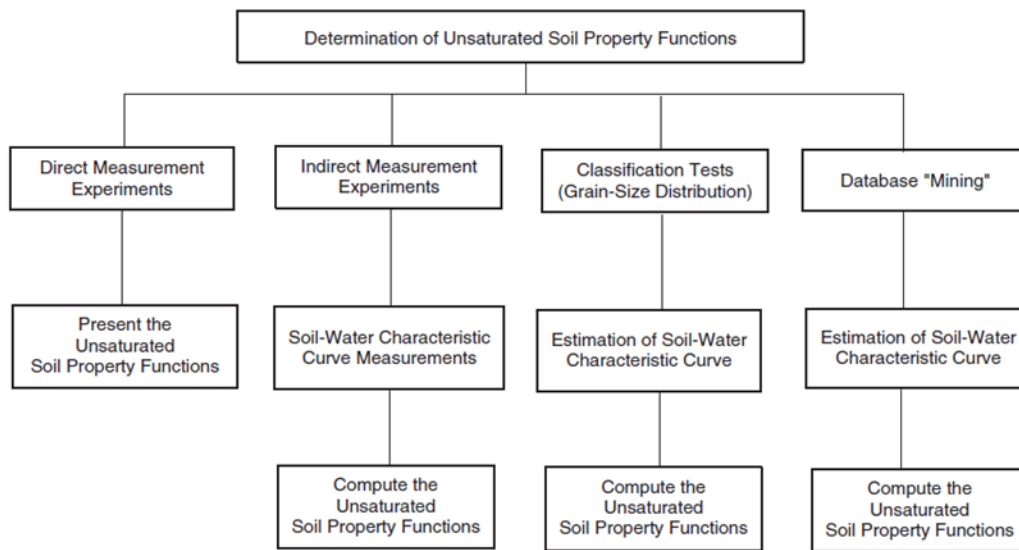 Determination of Unsaturated Soil Property Functions
Direct Measurement
Experiments
Indirect Measurement
Experiments
Classification Tests
(Grain-Size Distribution)
Database "Mining"
Present the
Unsaturated
Soil Property Functions
Soil-Water Characteristic
Curve Measurements
Estimation of Soil-Water
Characteristic Curve
Estimation of Soil-Water
Characteristic Curve
Compute the
Unsaturated
Soil Property Functions
Compute the
Unsaturated
Soil Property Functions
Compute the
Unsaturated
Soil Property Functions